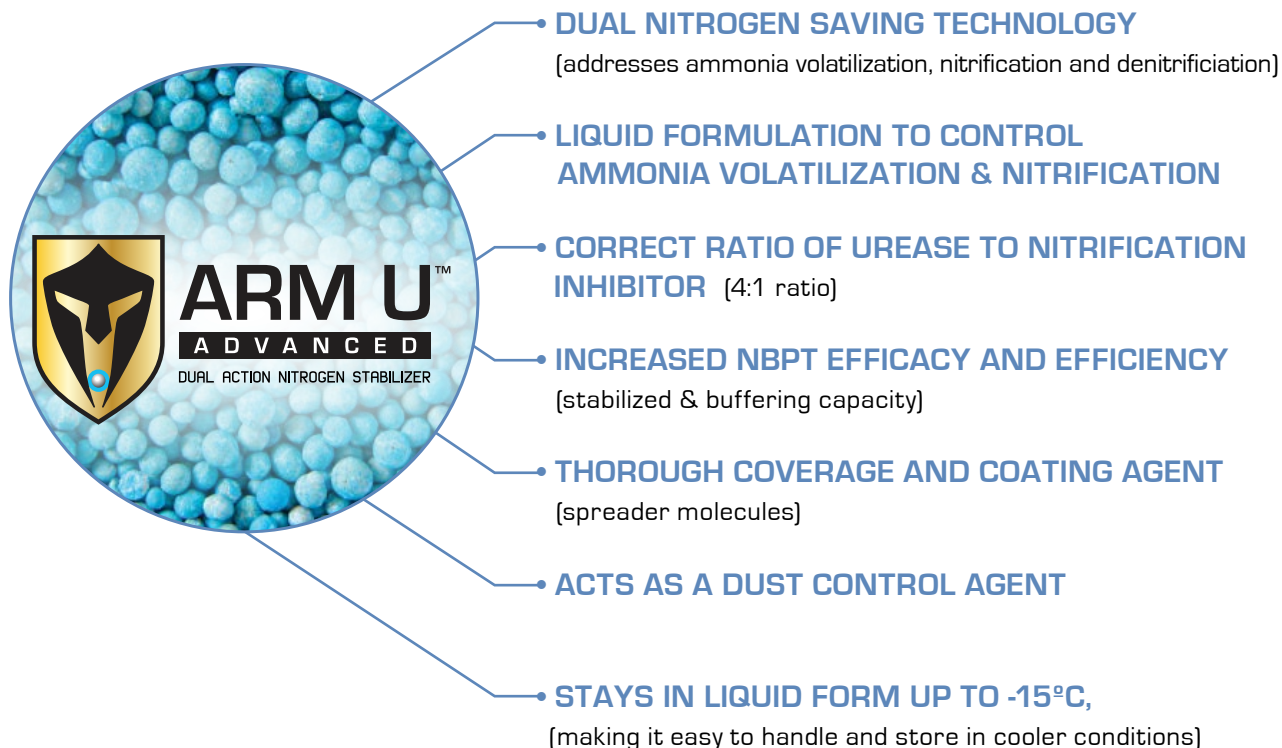 DUAL NITROGEN SAVING TECHNOLOGY
(addresses ammonia volatilization, nitrification and denitrificiation)
LIQUID FORMULATION TO CONTROL
AMMONIA VOLATILIZATION & NITRIFICATION
CORRECT RATIO OF UREASE TO NITRIFICATION
INHIBITOR (4:1 ratio)
ARM U™
ADVANCED
DUAL ACTION NITROGEN STABILIZER
INCREASED NBPT EFFICACY AND EFFICIENCY
(stabilized & buffering capacity)
THOROUGH COVERAGE AND COATING AGENT
(spreader molecules)
ACTS AS A DUST CONTROL AGENT
STAYS IN LIQUID FORM UP TO -15ºC,
(making it easy to handle and store in cooler conditions)